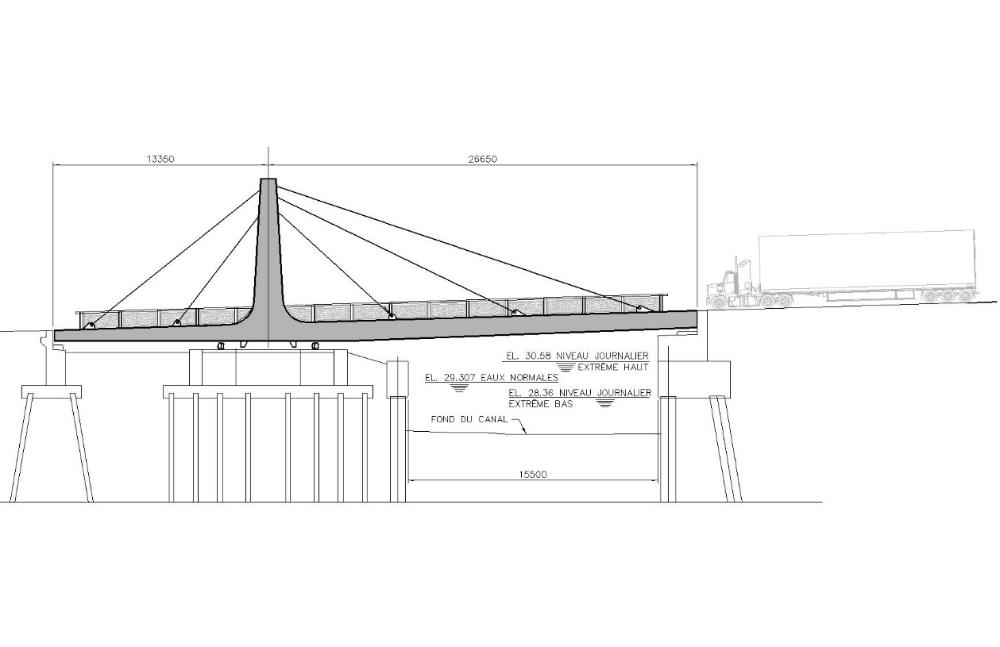 13350
26650
EL. 30.58 NIVEAU JOURNALIER
EXTRÊME HAUT
EL. 29.307 EAUX NORMALES
EL. 28.36 NIVEAU JOURNALIER
EXTRÊME BAS
FOND DU CANAL
15500